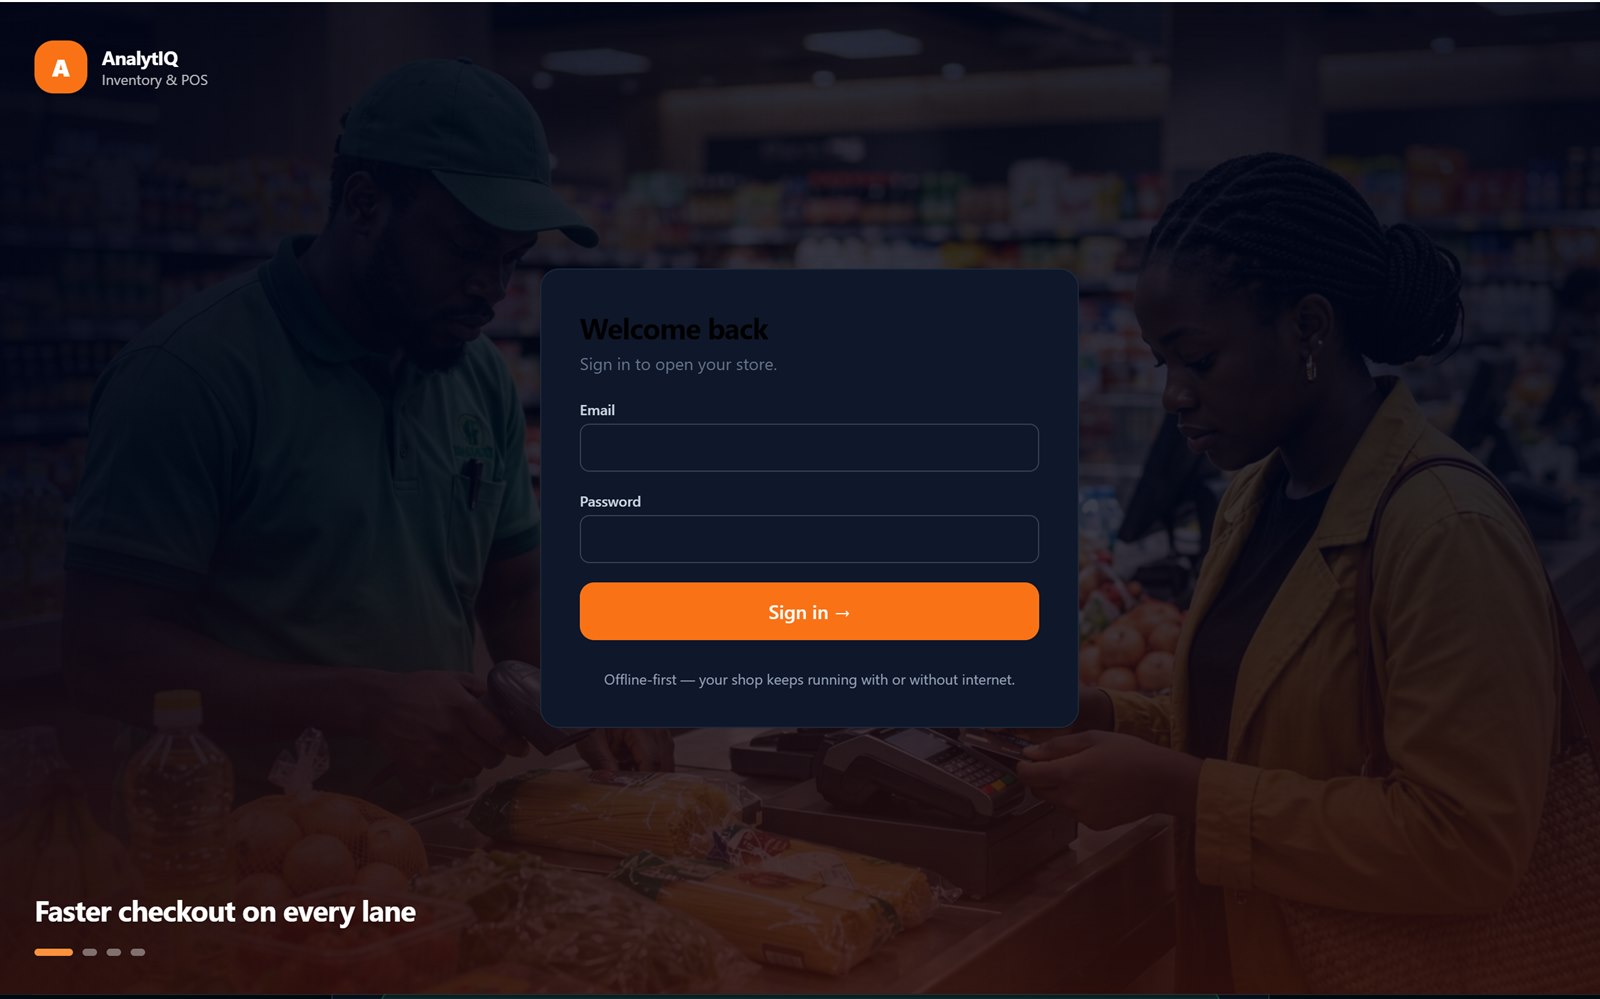 A
AnalytIQ
Inventory & POS
Welcome back
Sign in to open your store.
Email
Password
Sign in →
Offline-first — your shop keeps running with or without internet.
Faster checkout on every lane